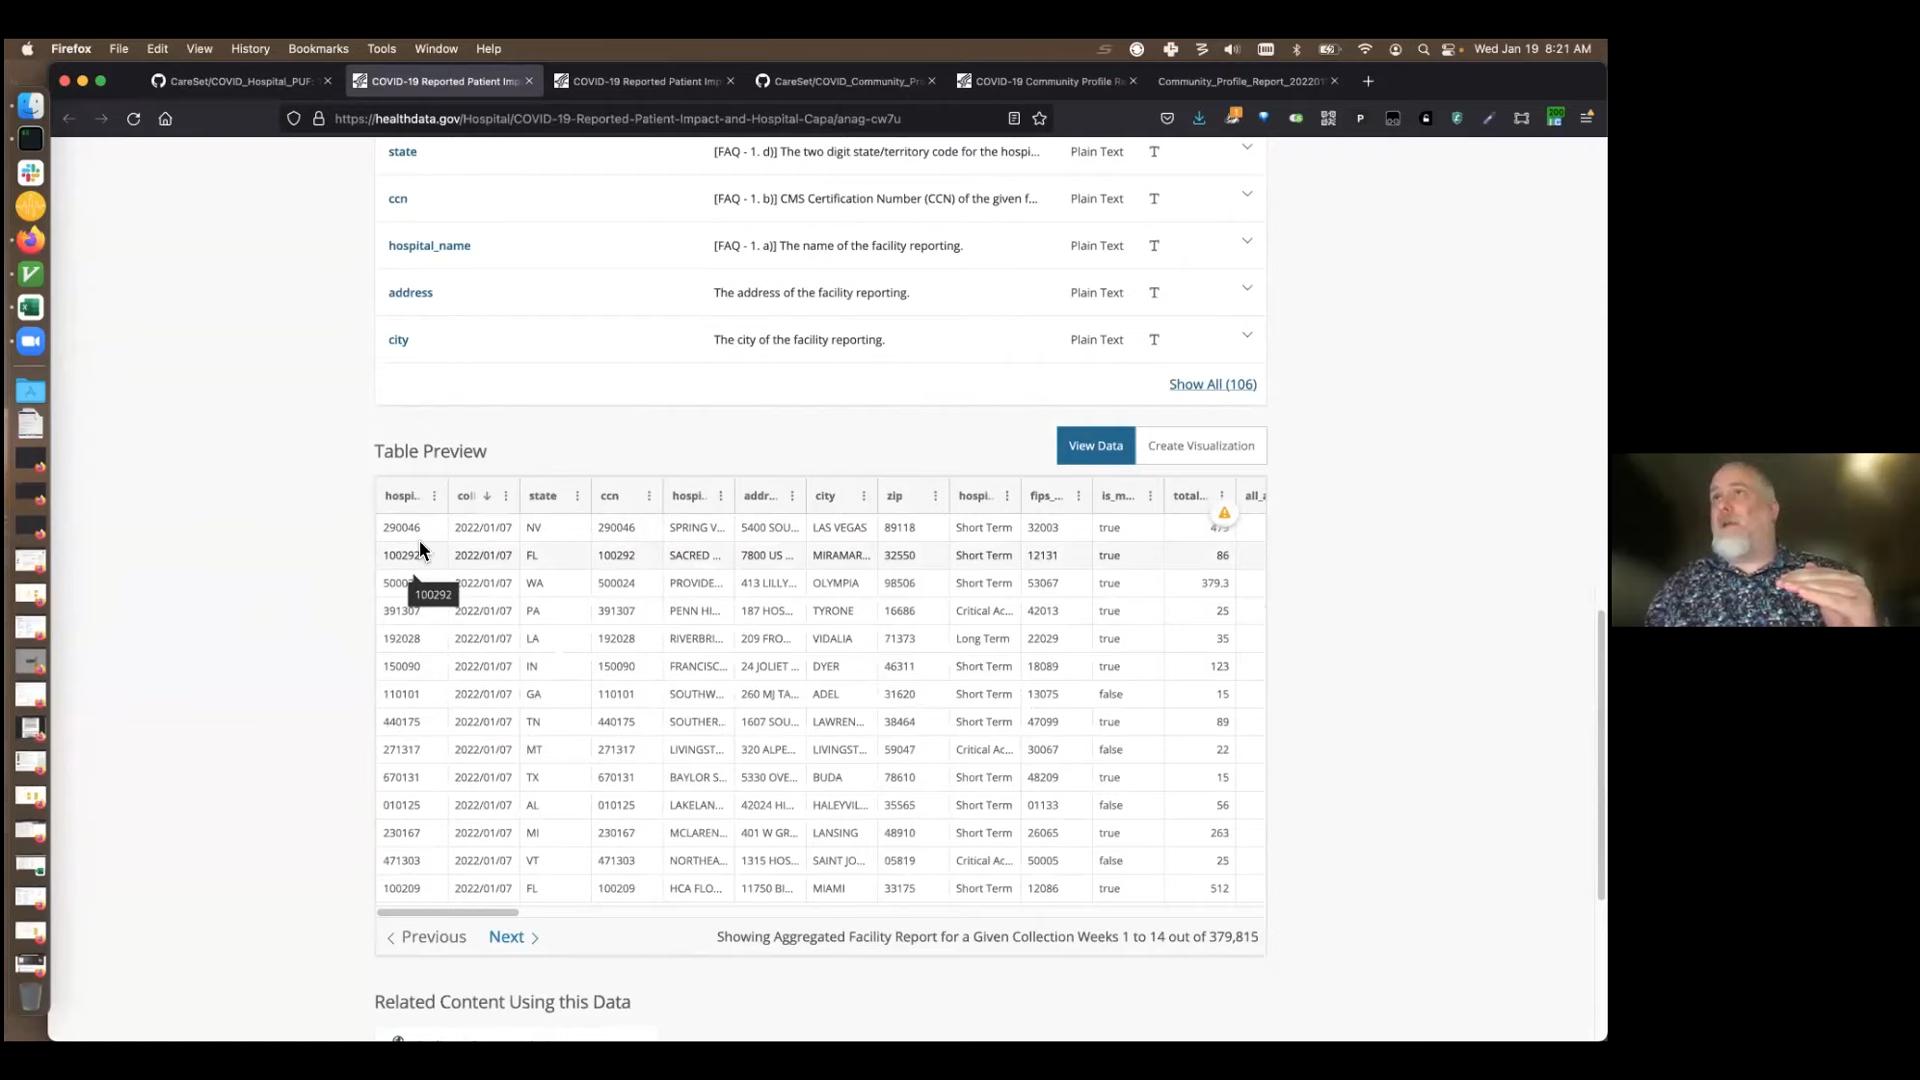 Firefox File Edit View History Bookmarks Tools Window Help Wed Jan 19 8:21 AM
CareSet/COVID_Hospital_PUF: COVID-19 Reported Patient Imp COVID-19 Reported Patient Imp CareSet/COVID_Community_Pr COVID-19 Community Profile R Community_Profile_Report_20220
https://healthdata.gov/Hospital/COVID-19-Reported-Patient-Impact-and-Hospital-Capa/anag-cw7u
state [FAQ - 1. d)] The two digit state/territory code for the hospi... Plain Text T
ccn [FAQ - 1. b)] CMS Certification Number (CCN) of the given f... Plain Text T
hospital_name [FAQ - 1. a)] The name of the facility reporting. Plain Text T
address The address of the facility reporting. Plain Text T
city The city of the facility reporting. Plain Text T
Show All (106)
Table Preview View Data Create Visualization
hospi.. col state ccn hospi.. addr... city zip hospi.. fips_... is_m... total... all_a
290046 2022/01/07 NV 290046 SPRING V... 5400 SOU... LAS VEGAS 89118 Short Term 32003 true
100292 2022/01/07 FL 100292 SACRED ... 7800 US ... MIRAMAR... 32550 Short Term 12131 true 86
5000 2022/01/07 WA 500024 PROVIDE... 413 LILLY... OLYMPIA 98506 Short Term 53067 true 379.3
100292
391307 2022/01/07 PA 391307 PENN HI... 187 HOS... TYRONE 16686 Critical Ac... 42013 true 25
192028 2022/01/07 LA 192028 RIVERBRI... 209 FRO... VIDALIA 71373 Long Term 22029 true 35
150090 2022/01/07 IN 150090 FRANCISC... 24 JOLIET ... DYER 46311 Short Term 18089 true 123
110101 2022/01/07 GA 110101 SOUTHW... 260 MJ TA... ADEL 31620 Short Term 13075 false 15
440175 2022/01/07 TN 440175 SOUTHER... 1607 SOU... LAWREN... 38464 Short Term 47099 true 89
271317 2022/01/07 MT 271317 LIVINGST... 320 ALPE... LIVINGST... 59047 Critical Ac... 30067 false 22
670131 2022/01/07 TX 670131 BAYLOR S... 5330 OVE... BUDA 78610 Short Term 48209 true 15
010125 2022/01/07 AL 010125 LAKELAN... 42024 HI... HALEYVIL... 35565 Short Term 01133 false 56
230167 2022/01/07 MI 230167 MCLAREN... 401 W GR... LANSING 48910 Short Term 26065 true 263
471303 2022/01/07 VT 471303 NORTHEA... 1315 HOS... SAINT JO... 05819 Critical Ac... 50005 false 25
100209 2022/01/07 FL 100209 HCA FLO... 11750 BI... MIAMI 33175 Short Term 12086 true 512
Previous Next Showing Aggregated Facility Report for a Given Collection Weeks 1 to 14 out of 379,815
Related Content Using this Data